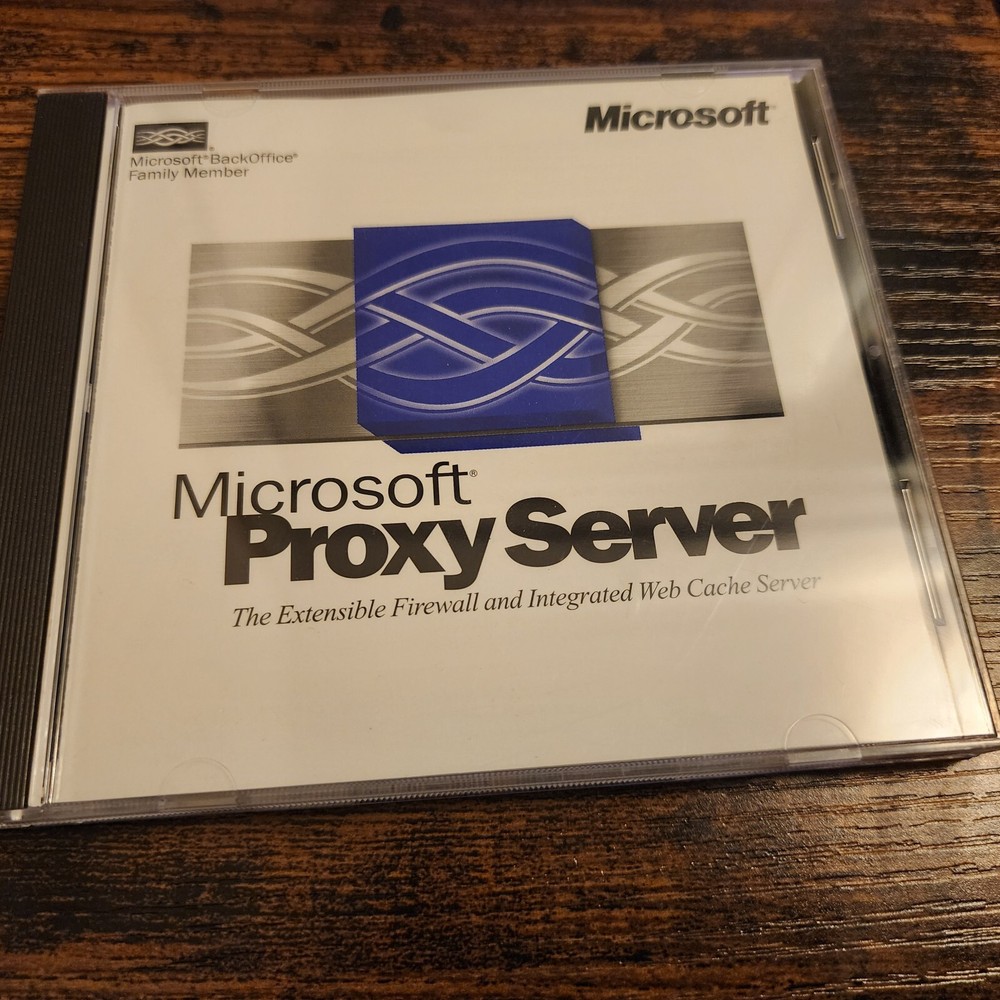 Microsoft®
Microsoft® BackOffice®
Family Member
Microsoft®
Proxy Server
The Extensible Firewall and Integrated Web Cache Server